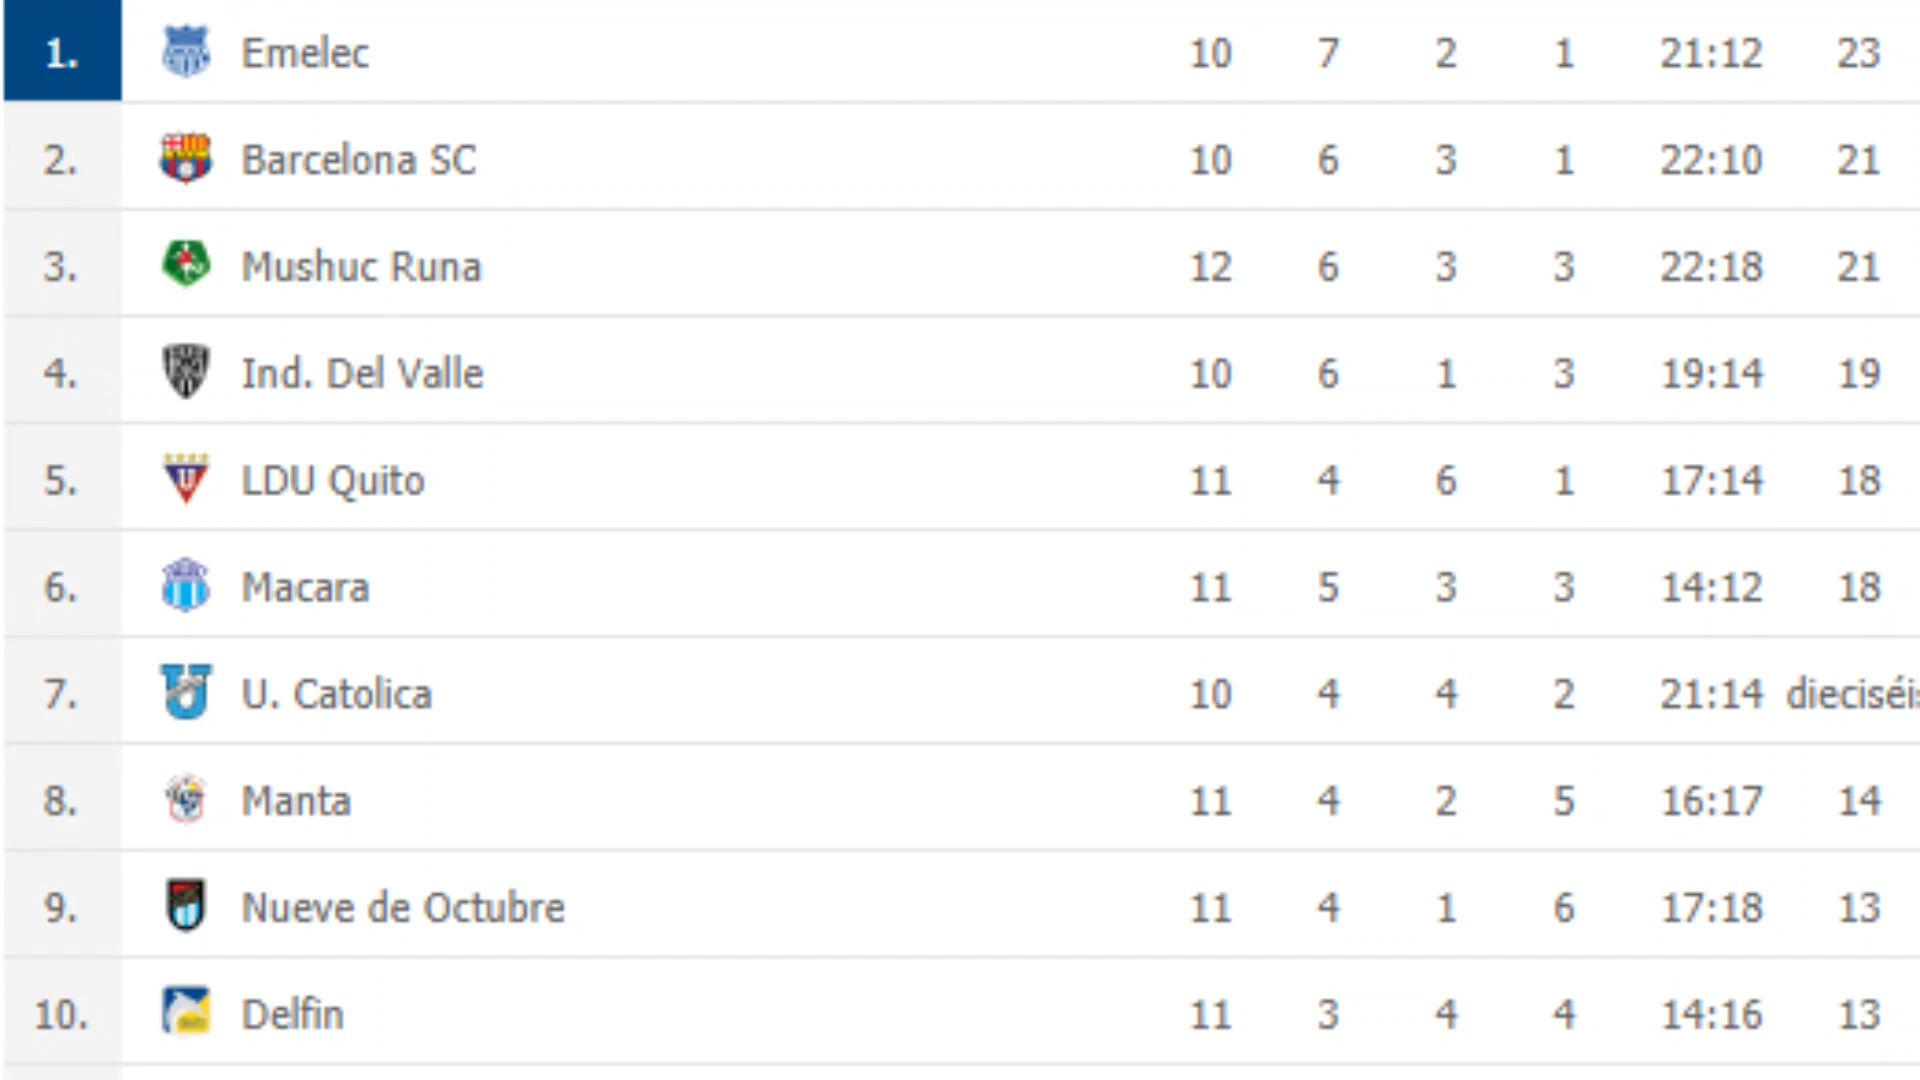 1. Emelec 10 7 2 1 21:12 23
2. Barcelona SC 10 6 3 1 22:10 21
3. Mushuc Runa 12 6 3 3 22:18 21
4. Ind. Del Valle 10 6 1 3 19:14 19
5. LDU Quito 11 4 6 1 17:14 18
6. Macara 11 5 3 3 14:12 18
7. U. Catolica 10 4 4 2 21:14 dieciséis
8. Manta 11 4 2 5 16:17 14
9. Nueve de Octubre 11 4 1 6 17:18 13
10. Delfin 11 3 4 4 14:16 13